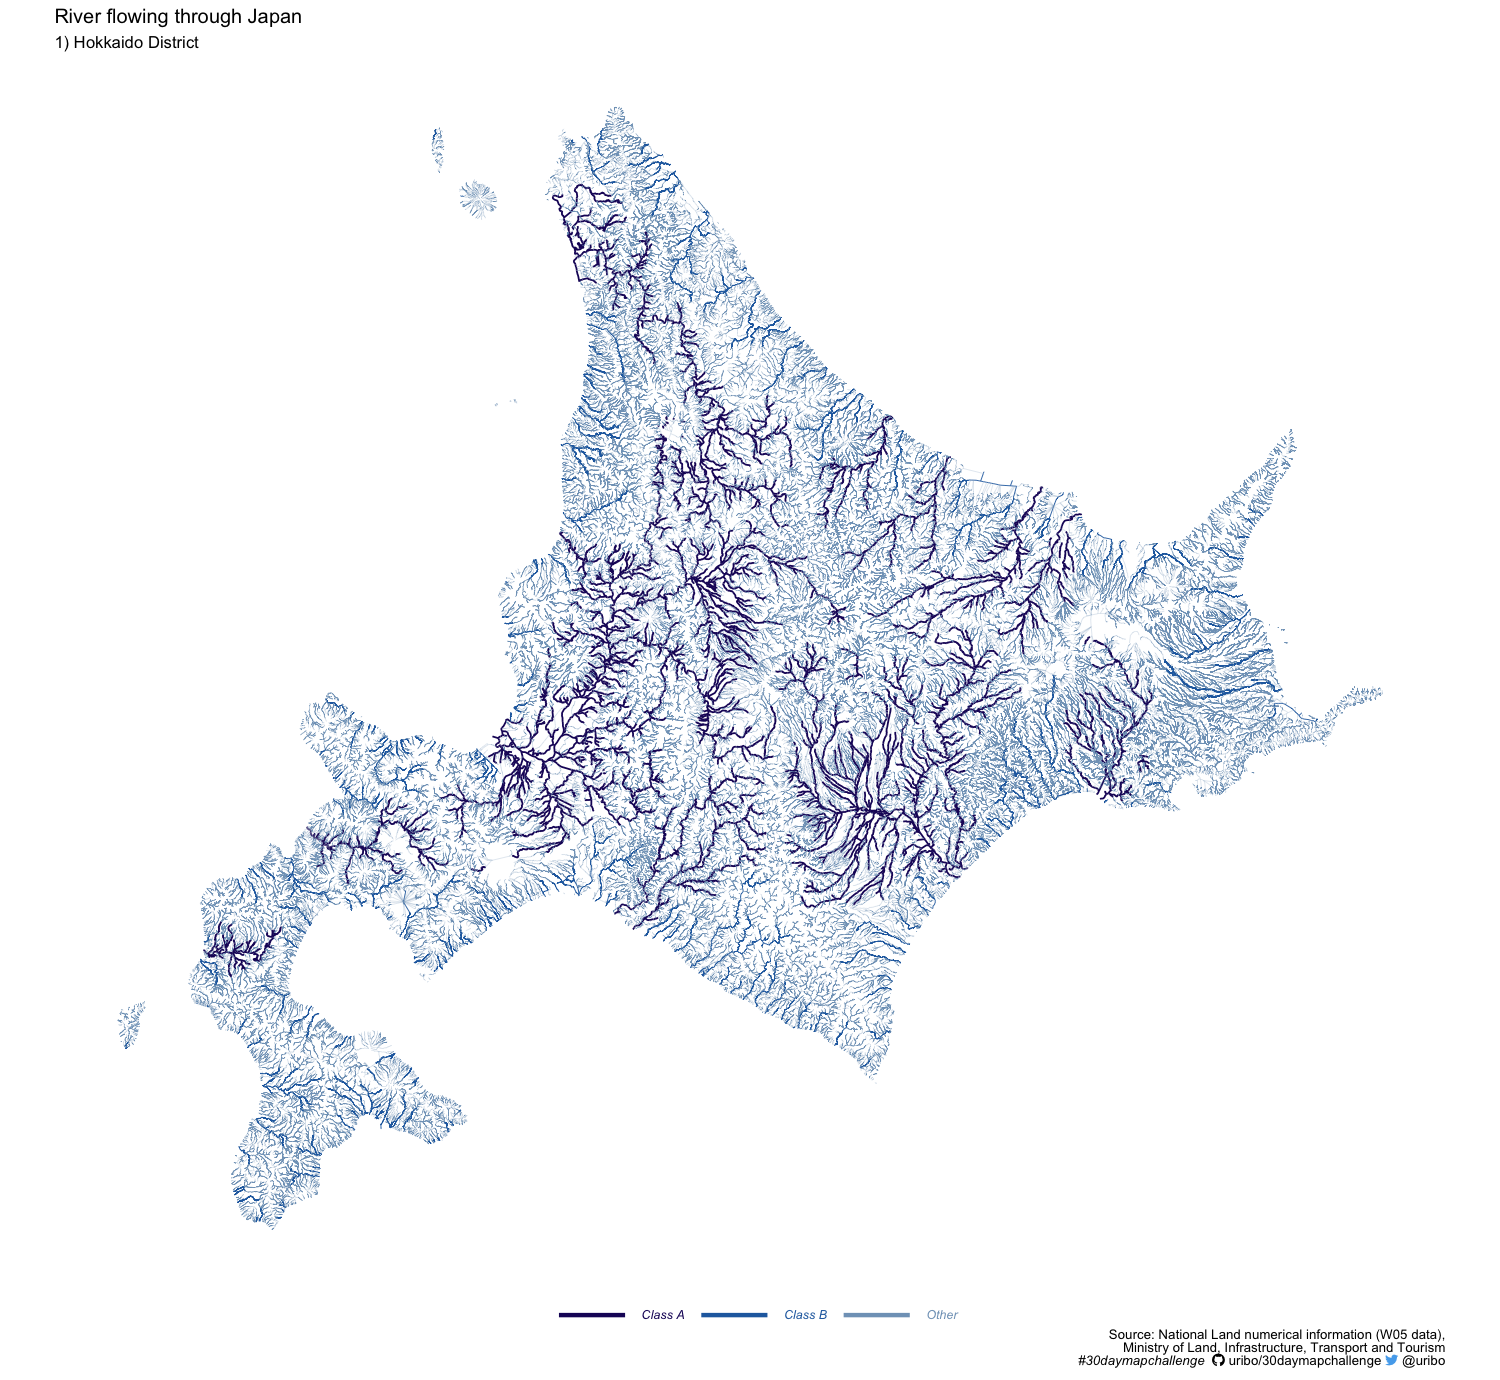 River flowing through Japan
1) Hokkaido District
Class A Class B Other
Source: National Land numerical information (W05 data),
Ministry of Land, Infrastructure, Transport and Tourism
#30daymapchallenge uribo/30daymapchallenge @uribo